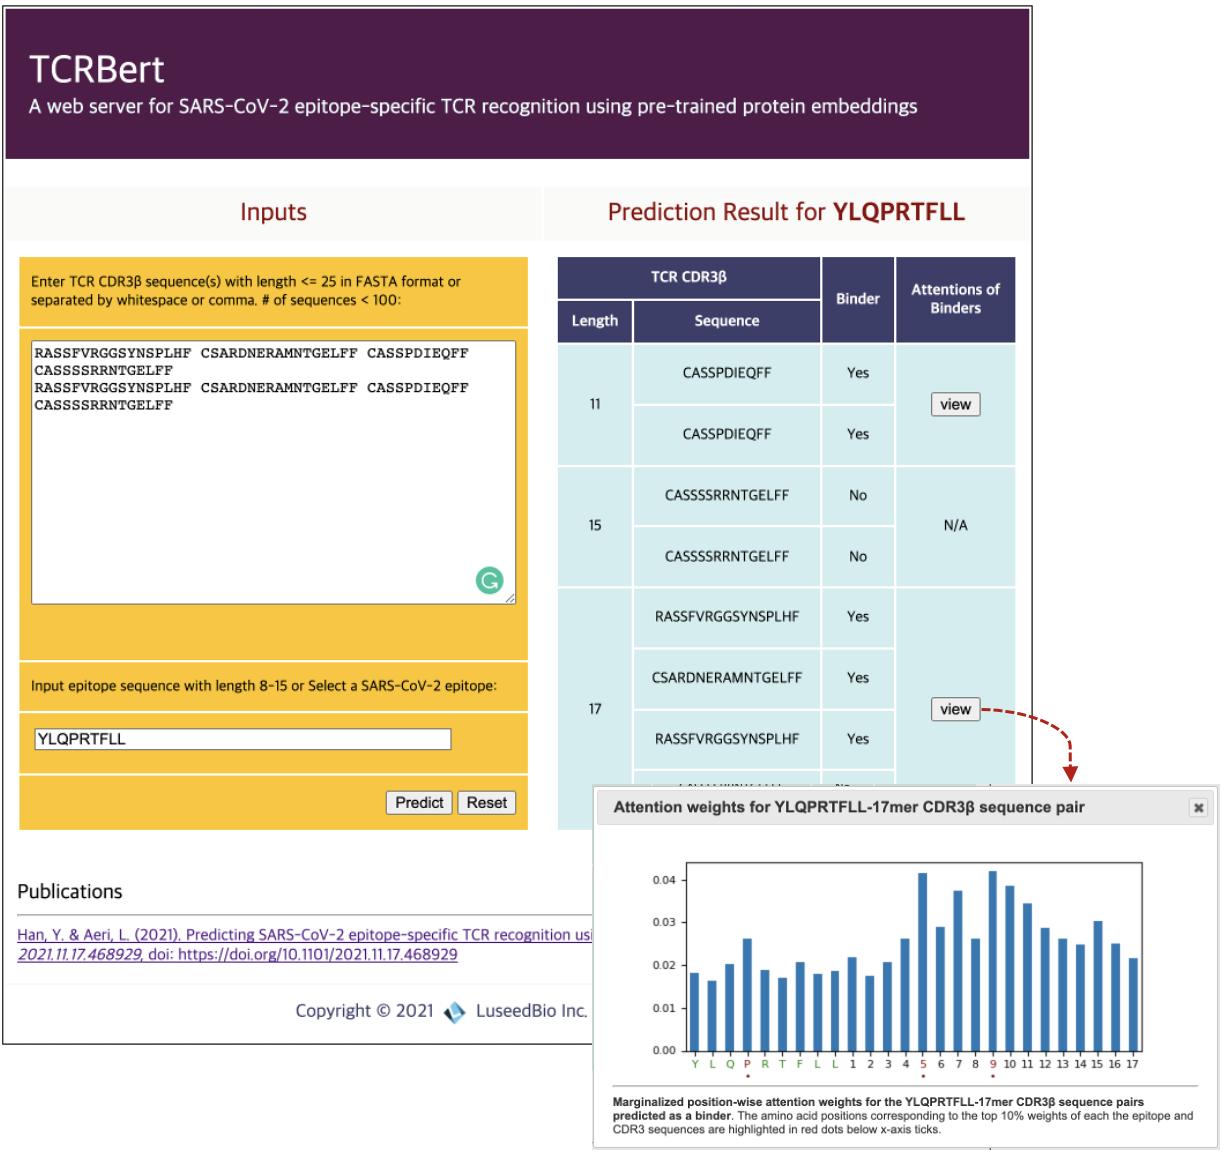 TCRBert
A web server for SARS-CoV-2 epitope-specific TCR recognition using pre-trained protein embeddings
Inputs
Enter TCR CDR3β sequence(s) with length <= 25 in FASTA format or
separated by whitespace or comma. # of sequences < 100:
RASSFVRGGSYNSPLHF CSARDNERAMNTGELFF CASSPDIEQFF
CASSSSRRNTGELFF
RASSFVRGGSYNSPLHF CSARDNERAMNTGELFF CASSPDIEQFF
CASSSSRRNTGELFF
Input epitope sequence with length 8-15 or Select a SARS-CoV-2 epitope:
YLQPRTFLL
Predict Reset
Prediction Result for YLQPRTFLL
TCR CDR3β Binder Attentions of
Binders
Length Sequence
11 CASSPDIEQFF Yes view
CASSPDIEQFF Yes
15 CASSSSRRNTGELFF No N/A
CASSSSRRNTGELFF No
17 RASSFVRGGSYNSPLHF Yes view
CSARDNERAMNTGELFF Yes
RASSFVRGGSYNSPLHF Yes
Publications
Han, Y. & Aeri, L. (2021). Predicting SARS-CoV-2 epitope-specific TCR recognition usi
2021.11.17.468929, doi: https://doi.org/10.1101/2021.11.17.468929
Copyright © 2021 LuseedBio Inc.
Attention weights for YLQPRTFLL-17mer CDR3β sequence pair
0.04
0.03
0.02
0.01
0.00
Y L Q P R T F L L 1 2 3 4 5 6 7 8 9 10 11 12 13 14 15 16 17
Marginalized position-wise attention weights for the YLQPRTFLL-17mer CDR3β sequence pairs
predicted as a binder. The amino acid positions corresponding to the top 10% weights of each the epitope and
CDR3 sequences are highlighted in red dots below x-axis ticks.